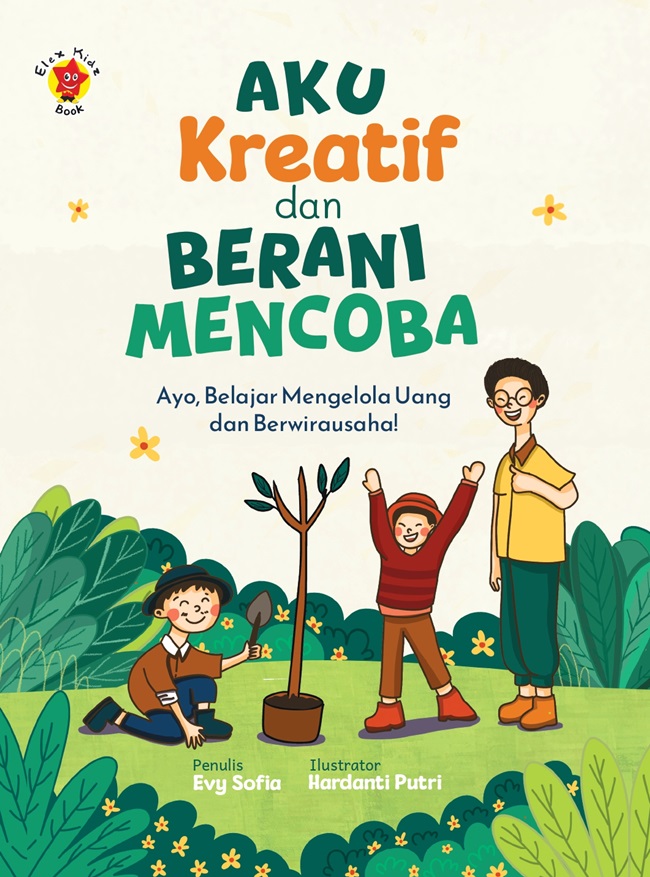 Elex Kidz
Book
AKU
Kreatif
dan
BERANI
MENCOBA
Ayo, Belajar Mengelola Uang
dan Berwirausaha!
Penulis
Evy Sofia
Ilustrator
Hardanti Putri